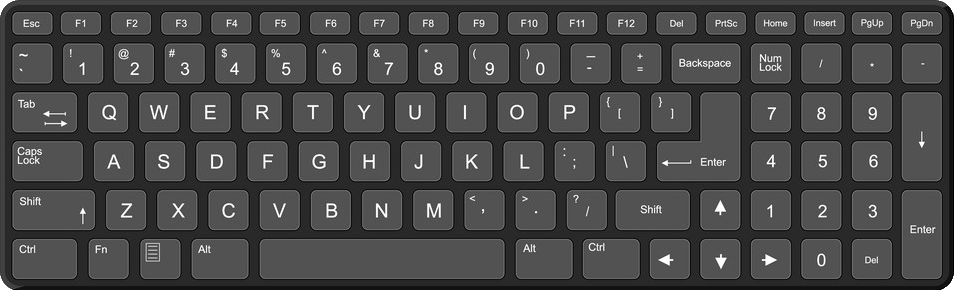 Esc F1 F2 F3 F4 F5 F6 F7 F8 F9 F10 F11 F12 Del PrtSc Home Insert PgUp PgDn
~ ! @ # $ % ^ & * ( ) — + Backspace Num / * -
` 1 2 3 4 5 6 7 8 9 0 - = Lock
Tab Q W E R T Y U I O P { [ } ] 7 8 9
Caps A S D F G H J K L : ; | \ Enter 4 5 6
Lock
Shift Z X C V B N M < , > . ? / Shift 1 2 3 Enter
Ctrl Fn Alt Alt Ctrl 0 Del